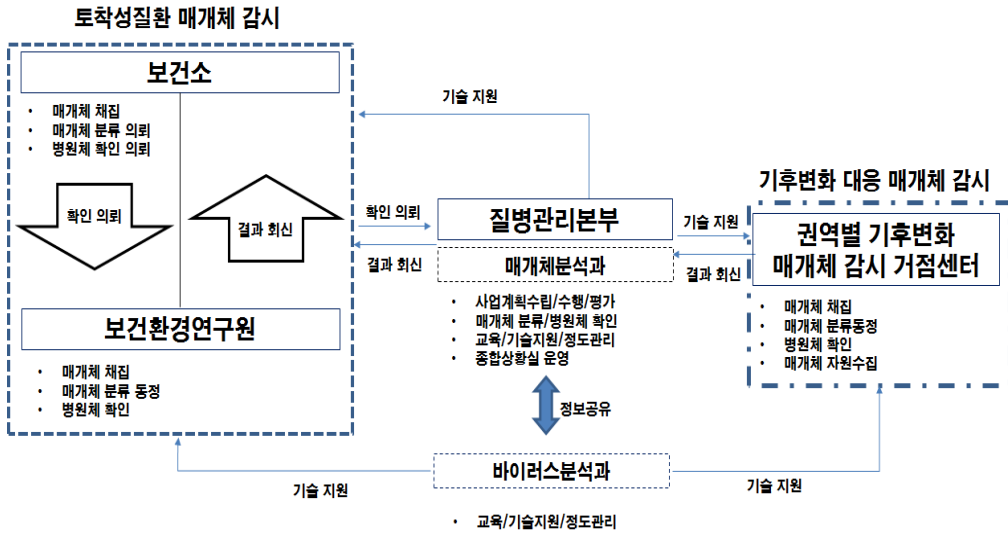 토착성질환 매개체 감시
보건소
• 매개체 채집
• 매개체 분류 의뢰
• 병원체 확인 의뢰
확인 의뢰
결과 회신
보건환경연구원
• 매개체 채집
• 매개체 분류 동정
• 병원체 확인
기술 지원
확인 의뢰
결과 회신
질병관리본부
매개체분석과
• 사업계획수립/수행/평가
• 매개체 분류/병원체 확인
• 교육/기술지원/정도관리
• 종합상황실 운영
정보공유
바이러스분석과
• 교육/기술지원/정도관리
기술 지원
기술 지원
기술 지원
결과 회신
기후변화 대응 매개체 감시
권역별 기후변화
매개체 감시 거점센터
• 매개체 채집
• 매개체 분류동정
• 병원체 확인
• 매개체 자원수집